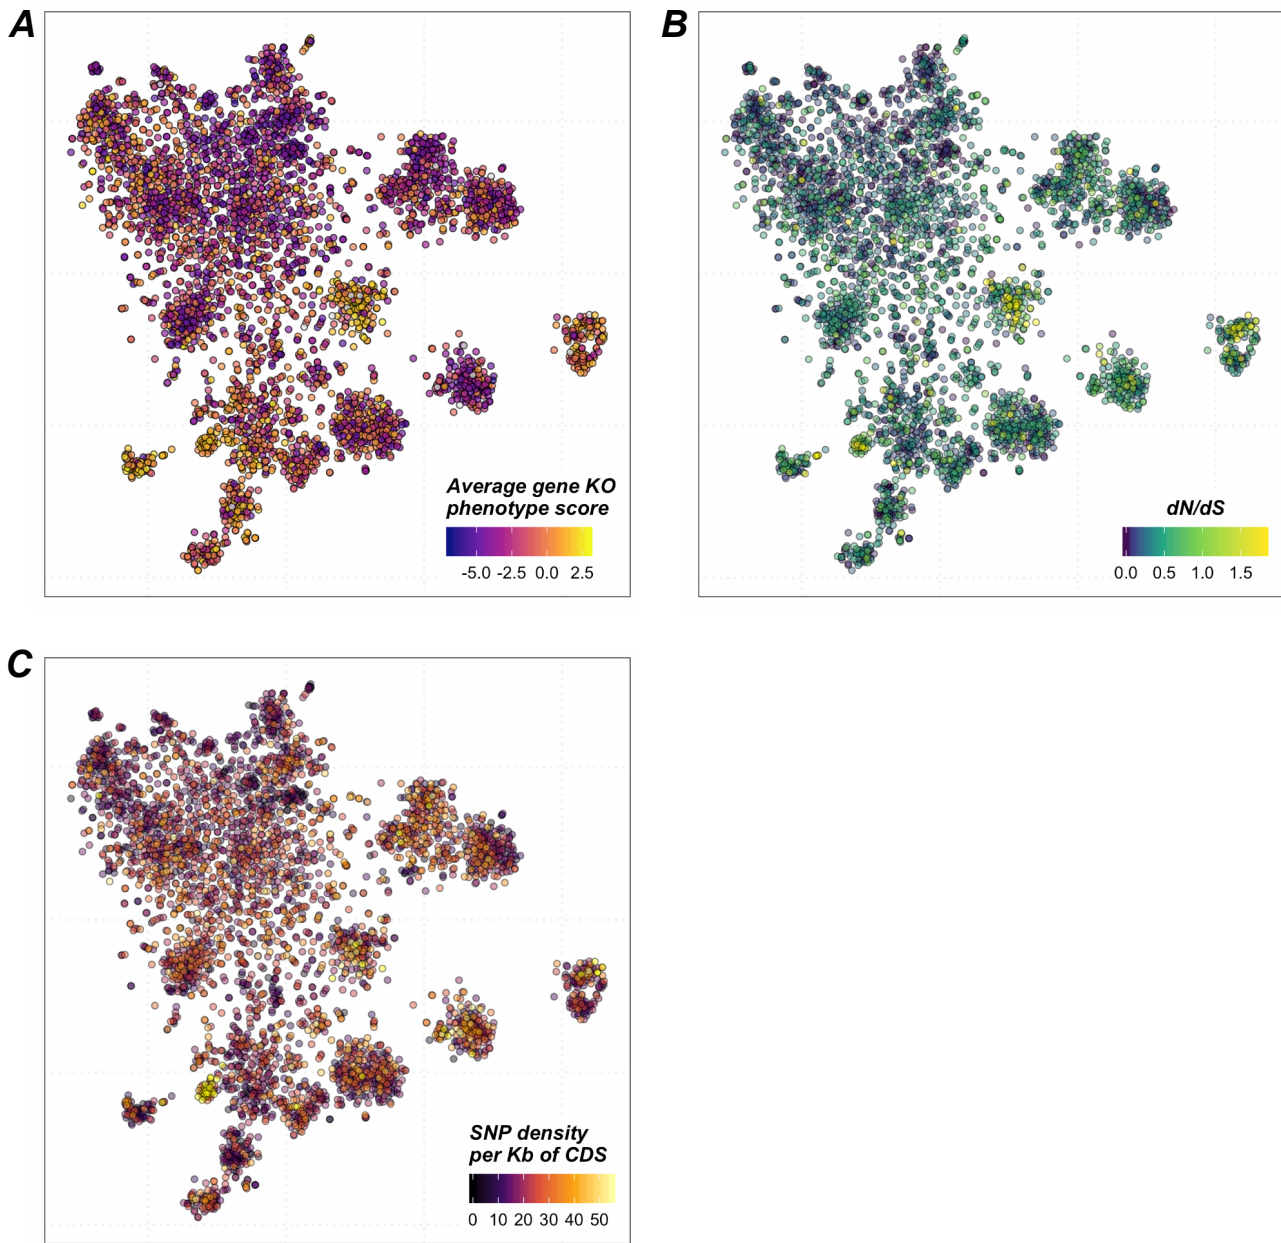 A
B
Average gene KO
phenotype score
-5.0 -2.5 0.0 2.5
dN/dS
0.0 0.5 1.0 1.5
C
SNP density
per Kb of CDS
0 10 20 30 40 50